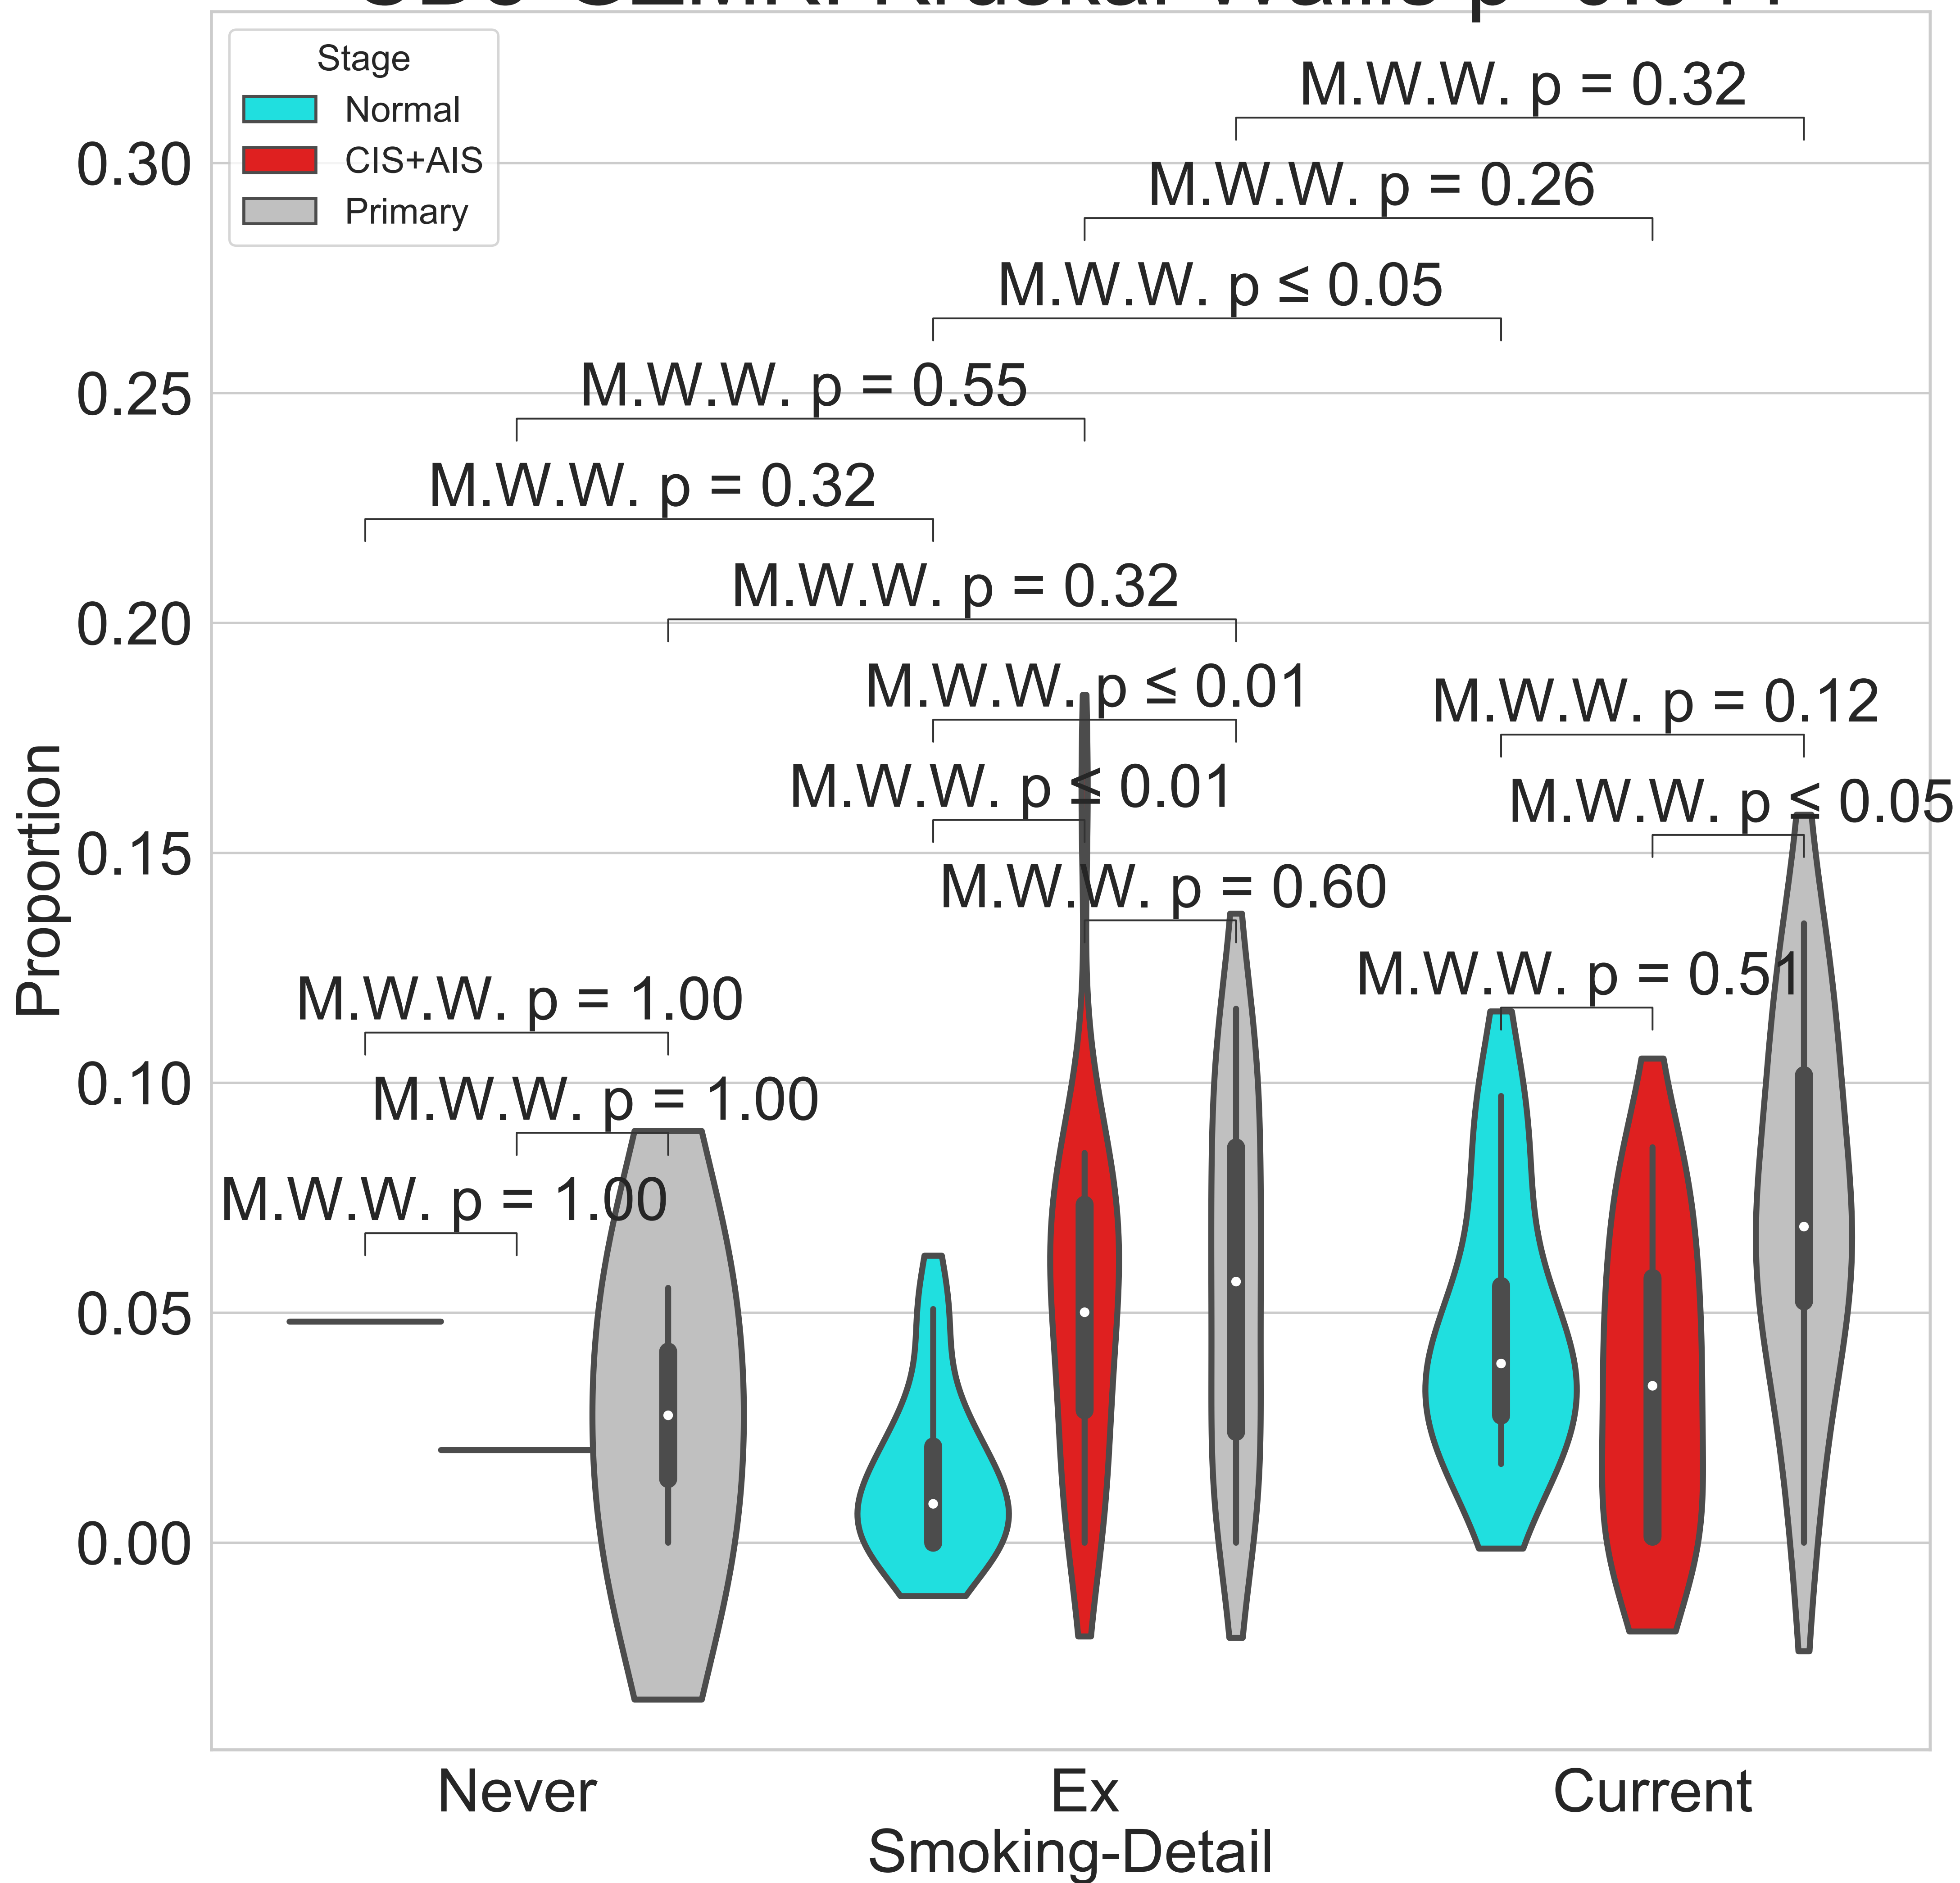 Stage
Normal
CIS+AIS
Primary
M.W.W. p = 0.32
M.W.W. p = 0.26
M.W.W. p ≤ 0.05
M.W.W. p = 0.55
M.W.W. p = 0.32
M.W.W. p = 0.32
M.W.W. p ≤ 0.01
M.W.W. p = 0.12
M.W.W. p ≤ 0.01
M.W.W. p ≤ 0.05
M.W.W. p = 0.60
M.W.W. p = 0.51
M.W.W. p = 1.00
M.W.W. p = 1.00
M.W.W. p = 1.00
0.30
0.25
0.20
0.15
0.10
0.05
0.00
Proportion
Never
Ex
Current
Smoking-Detail